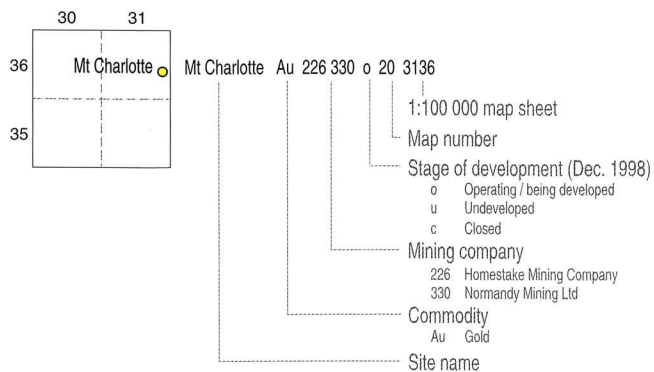 30 31
36 Mt Charlotte Mt Charlotte Au 226 330 o 20 3136
1:100 000 map sheet
35 Map number
Stage of development (Dec. 1998)
o Operating / being developed
u Undeveloped
c Closed
Mining company
226 Homestake Mining Company
330 Normandy Mining Ltd
Commodity
Au Gold
Site name